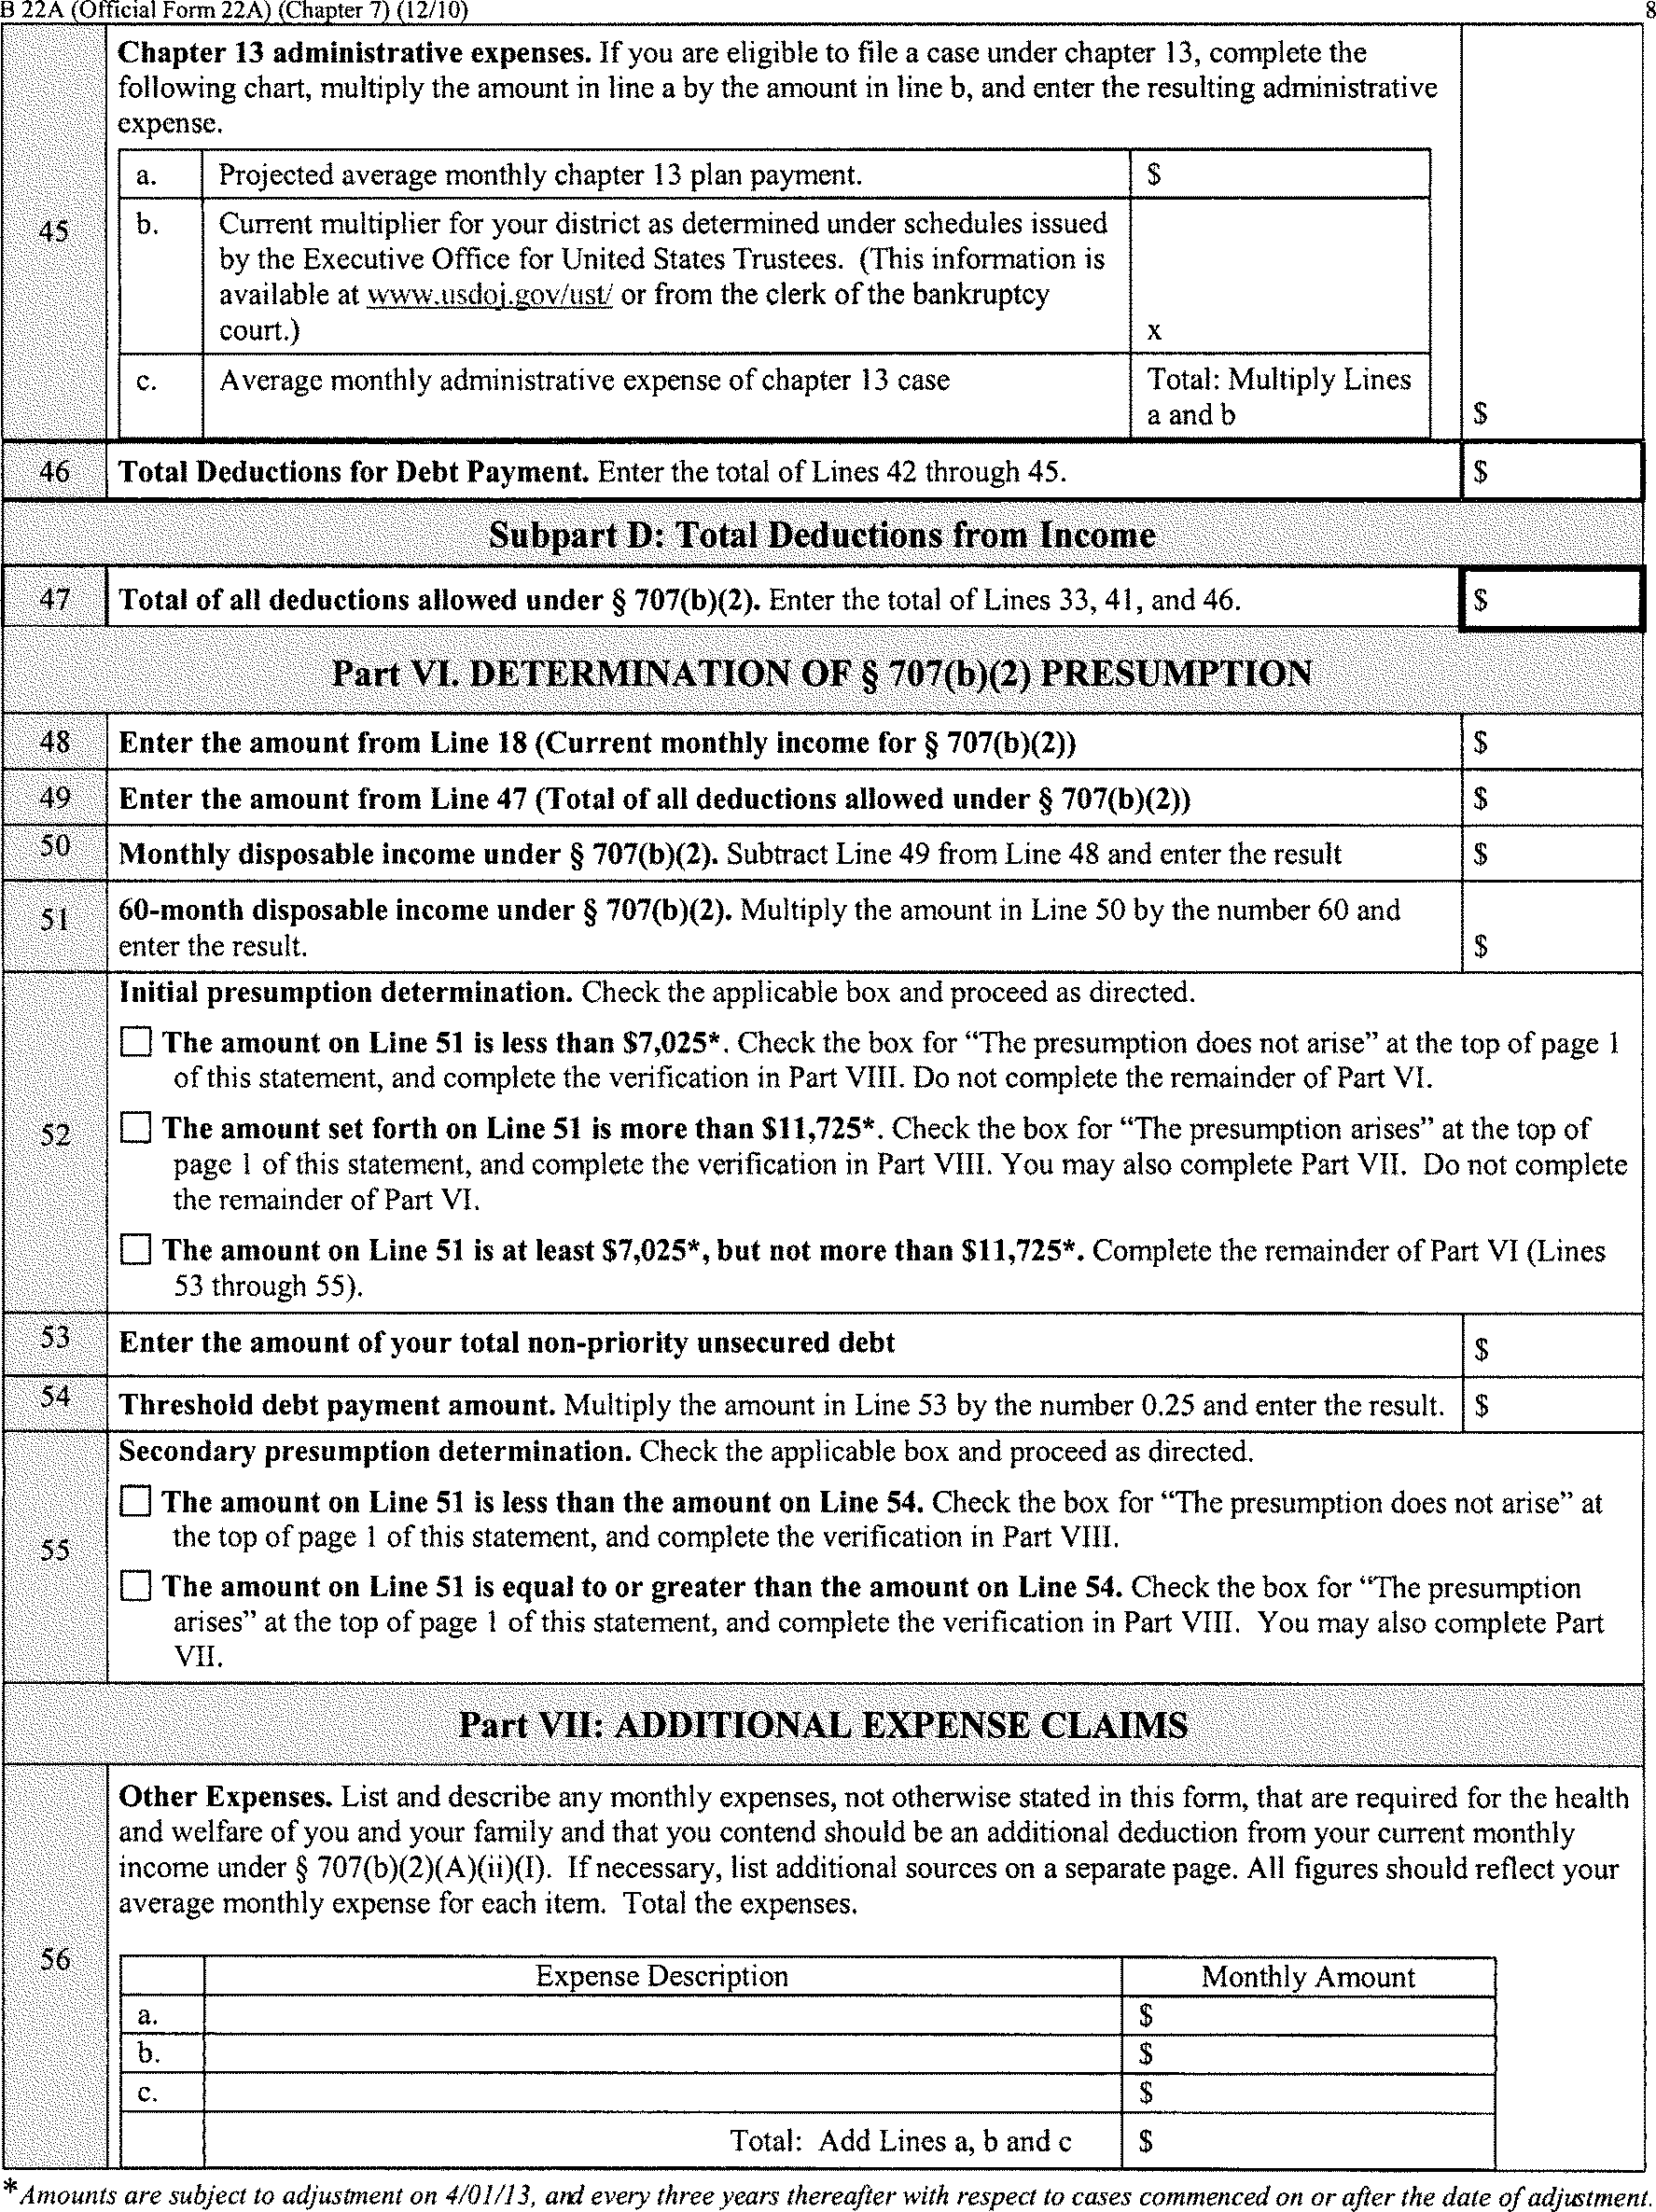 B 22A (Official Form 22A) (Chapter 7) (12/10) 8
45
Chapter 13 administrative expenses. If you are eligible to file a case under chapter 13, complete the
following chart, multiply the amount in line a by the amount in line b, and enter the resulting administrative
expense.
a. Projected average monthly chapter 13 plan payment. $
b. Current multiplier for your district as determined under schedules issued
by the Executive Office for United States Trustees. (This information is
available at www.usdoj.gov/ust/ or from the clerk of the bankruptcy
court.) x
c. Average monthly administrative expense of chapter 13 case Total: Multiply Lines
a and b $
46 Total Deductions for Debt Payment. Enter the total of Lines 42 through 45. $
Subpart D: Total Deductions from Income
47 Total of all deductions allowed under § 707(b)(2). Enter the total of Lines 33, 41, and 46. $
Part VI. DETERMINATION OF § 707(b)(2) PRESUMPTION
48 Enter the amount from Line 18 (Current monthly income for § 707(b)(2)) $
49 Enter the amount from Line 47 (Total of all deductions allowed under § 707(b)(2)) $
50 Monthly disposable income under § 707(b)(2). Subtract Line 49 from Line 48 and enter the result $
51 60-month disposable income under § 707(b)(2). Multiply the amount in Line 50 by the number 60 and
enter the result. $
52
Initial presumption determination. Check the applicable box and proceed as directed.
The amount on Line 51 is less than $7,025*. Check the box for “The presumption does not arise” at the top of page 1
of this statement, and complete the verification in Part VIII. Do not complete the remainder of Part VI.
The amount set forth on Line 51 is more than $11,725*. Check the box for “The presumption arises” at the top of
page 1 of this statement, and complete the verification in Part VIII. You may also complete Part VII. Do not complete
the remainder of Part VI.
The amount on Line 51 is at least $7,025*, but not more than $11,725*. Complete the remainder of Part VI (Lines
53 through 55).
53 Enter the amount of your total non-priority unsecured debt $
54 Threshold debt payment amount. Multiply the amount in Line 53 by the number 0.25 and enter the result. $
55
Secondary presumption determination. Check the applicable box and proceed as directed.
The amount on Line 51 is less than the amount on Line 54. Check the box for “The presumption does not arise” at
the top of page 1 of this statement, and complete the verification in Part VIII.
The amount on Line 51 is equal to or greater than the amount on Line 54. Check the box for “The presumption
arises” at the top of page 1 of this statement, and complete the verification in Part VIII. You may also complete Part
VII.
Part VII: ADDITIONAL EXPENSE CLAIMS
56
Other Expenses. List and describe any monthly expenses, not otherwise stated in this form, that are required for the health
and welfare of you and your family and that you contend should be an additional deduction from your current monthly
income under § 707(b)(2)(A)(ii)(I). If necessary, list additional sources on a separate page. All figures should reflect your
average monthly expense for each item. Total the expenses.
Expense Description Monthly Amount
a. $
b. $
c. $
Total: Add Lines a, b and c $
*Amounts are subject to adjustment on 4/01/13, and every three years thereafter with respect to cases commenced on or after the date of adjustment.